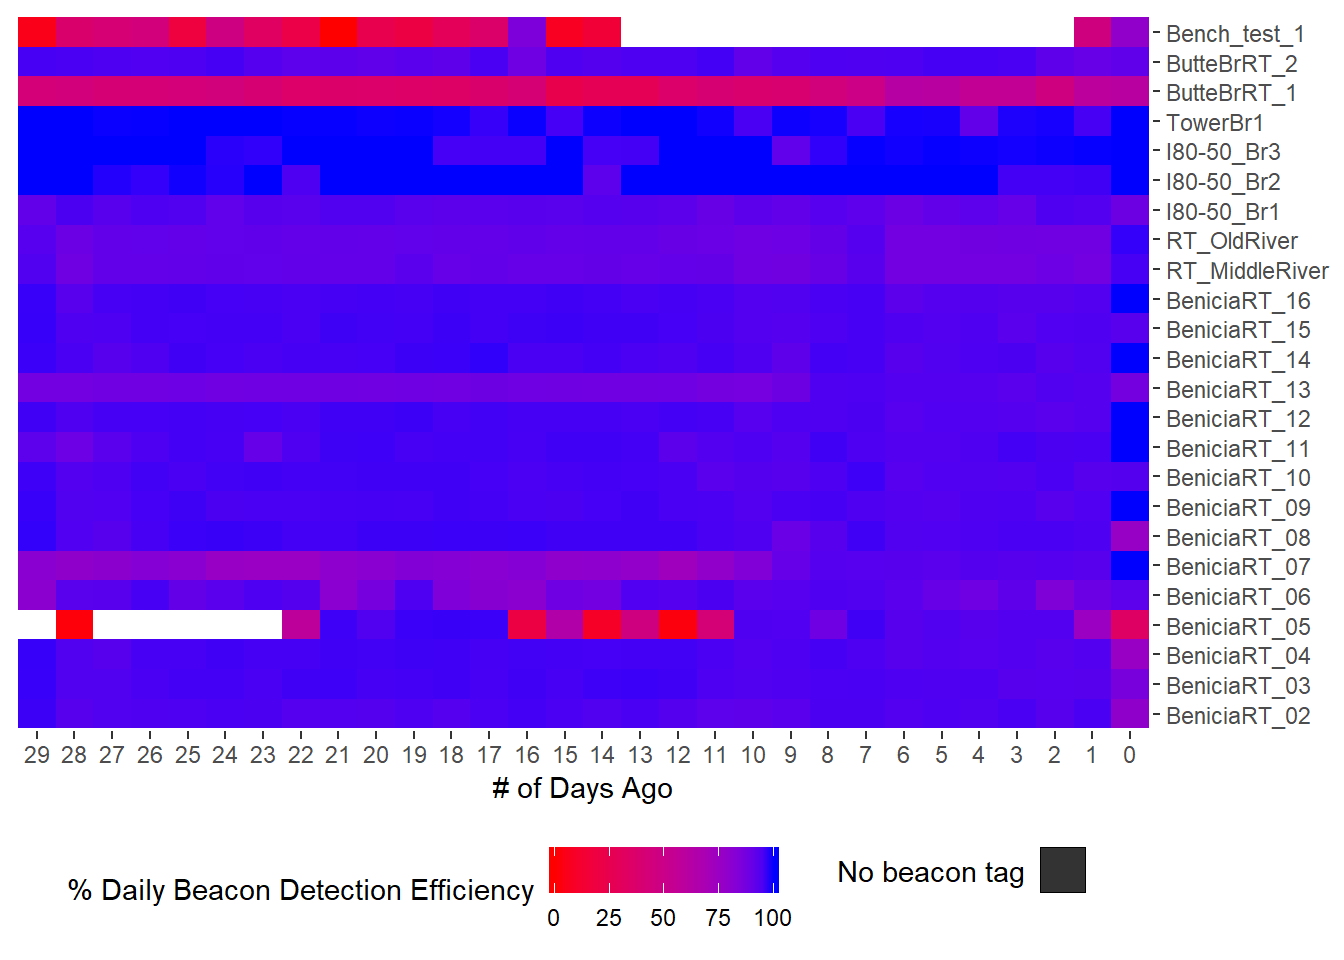 Bench_test_1
ButteBrRT_2
ButteBrRT_1
TowerBr1
I80-50_Br3
I80-50_Br2
I80-50_Br1
RT_OldRiver
RT_MiddleRiver
BeniciaRT_16
BeniciaRT_15
BeniciaRT_14
BeniciaRT_13
BeniciaRT_12
BeniciaRT_11
BeniciaRT_10
BeniciaRT_09
BeniciaRT_08
BeniciaRT_07
BeniciaRT_06
BeniciaRT_05
BeniciaRT_04
BeniciaRT_03
BeniciaRT_02
29 28 27 26 25 24 23 22 21 20 19 18 17 16 15 14 13 12 11 10 9 8 7 6 5 4 3 2 1 0
# of Days Ago
% Daily Beacon Detection Efficiency
0 25 50 75 100
No beacon tag